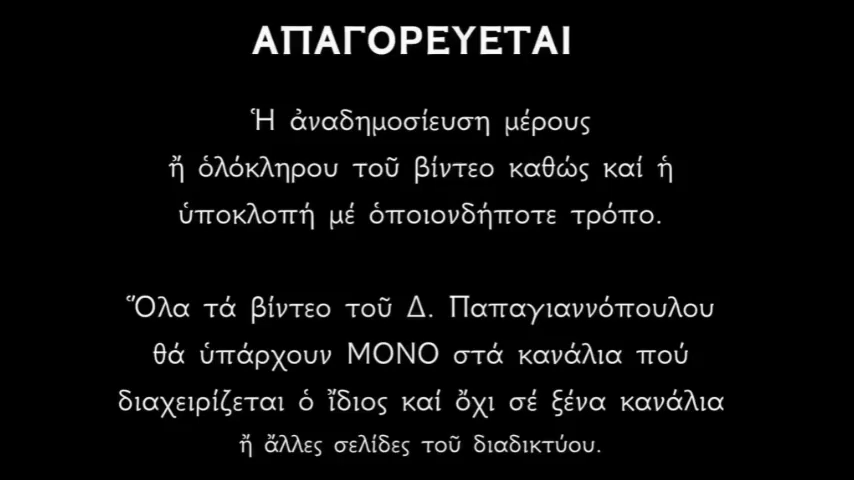 ΑΠΑΓΟΡΕΥΕΤΑΙ
Ἡ ἀναδημοσίευση μέρους
ἤ ὁλόκληρου τοῦ βίντεο καθώς καί ἡ
ὑποκλοπή μέ ὁποιονδήποτε τρόπο.
Ὅλα τά βίντεο τοῦ Δ. Παπαγιαννόπουλου
θά ὑπάρχουν ΜΟΝΟ στά κανάλια πού
διαχειρίζεται ὁ ἴδιος καί ὄχι σέ ξένα κανάλια
ἤ ἄλλες σελίδες τοῦ διαδικτύου.